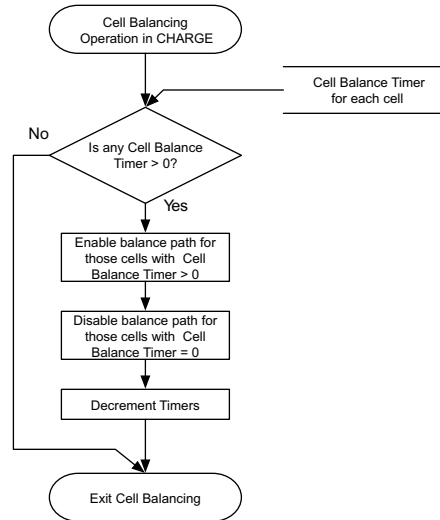 Cell Balancing
Operation in CHARGE
Cell Balance Timer
for each cell
No
Is any Cell Balance
Timer > 0?
Yes
Enable balance path for
those cells with Cell
Balance Timer > 0
Disable balance path for
those cells with Cell
Balance Timer = 0
Decrement Timers
Exit Cell Balancing